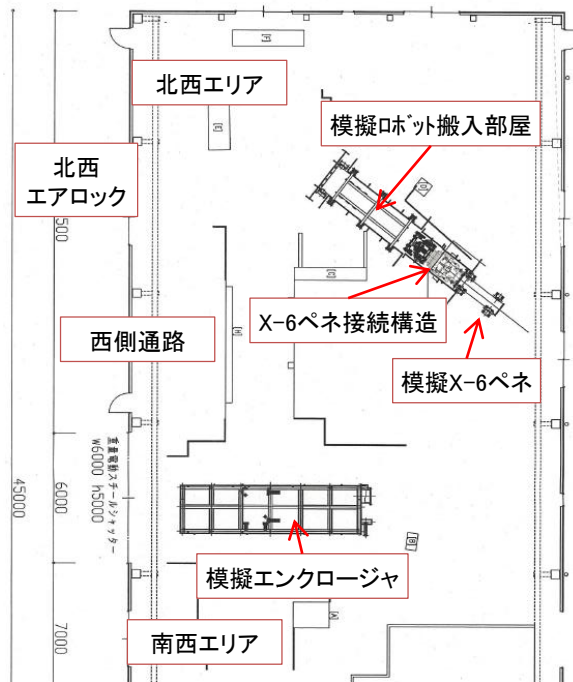 北西エリア
模擬ロボット搬入部屋
北西
エアロック
500
X-6ペネ接続構造
西側通路
模擬X-6ペネ
重量電動スチールシャッター
w6000 h5000
45000
6000
模擬エンクロージャ
7000
南西エリア